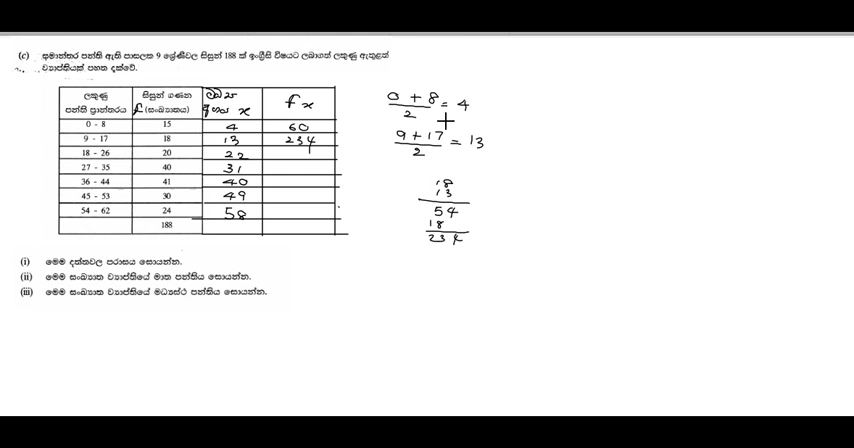 (c) සමාන්තර පන්ති ඇති පාසලක 9 ශ්‍රේණිවල සිසුන් 188 ක් ඉංග්‍රීසි විෂයට ලබාගත් ලකුණු ඇතුළත්
ව්‍යාප්තියක් පහත දැක්වේ.
ලකුණු සිසුන් ගණන
පන්ති ප්‍රාන්තරය f (සංඛ්‍යාතය) අගය x fx
0 - 8 15 4 60
9 - 17 18 13 234
18 - 26 20 22
27 - 35 40 31
36 - 44 41 40
45 - 53 30 49
54 - 62 24 58
188
(i) මෙම දත්තවල පරාසය සොයන්න.
(ii) මෙම සංඛ්‍යාත ව්‍යාප්තියේ මාත පන්තිය සොයන්න.
(iii) මෙම සංඛ්‍යාත ව්‍යාප්තියේ මධ්‍යස්ථ පන්තිය සොයන්න.
0 + 8
2
= 4
+
9 + 17
2
= 13
18
13
54
18
234